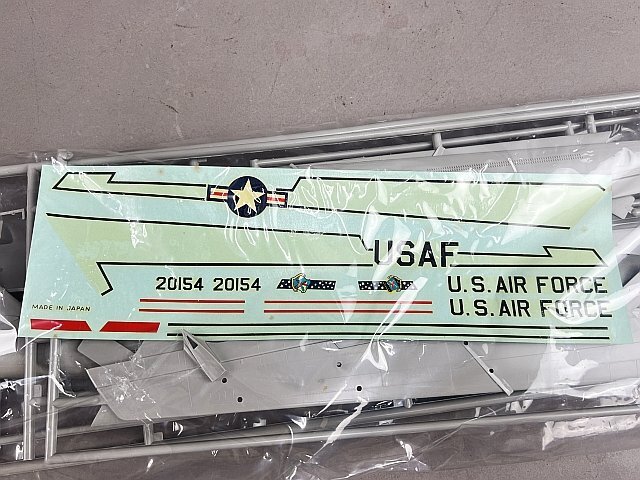 USAF
20154 20154 U.S. AIR FORCE
MADE IN JAPAN U.S. AIR FORCE